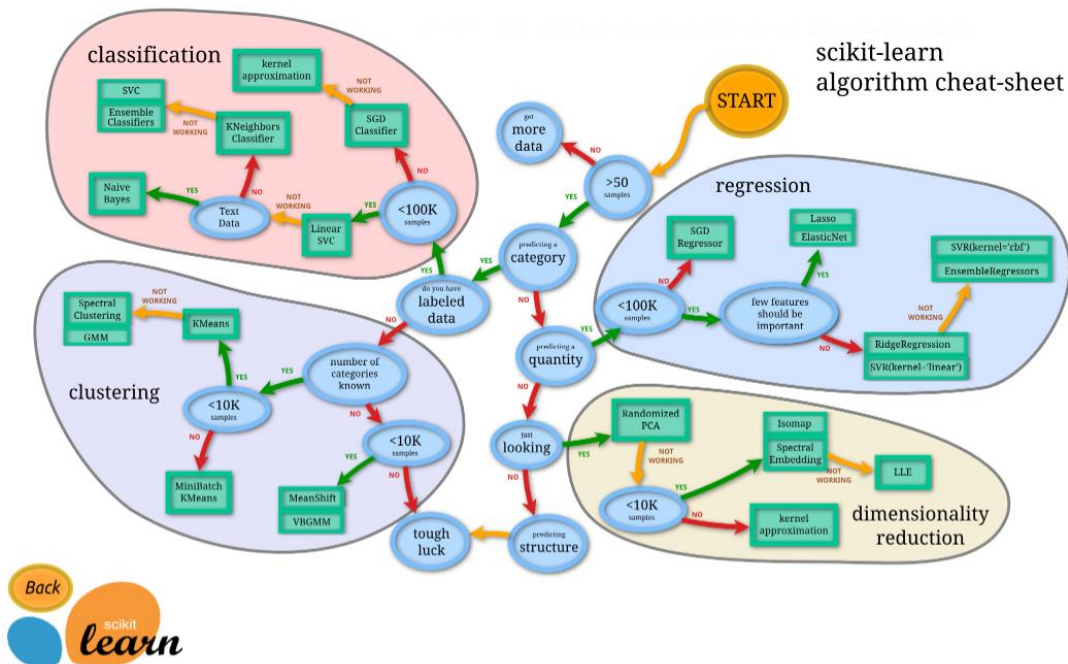 scikit-learn
algorithm cheat-sheet
START
classification
kernel
approximation
NOT
WORKING
SVC
Ensemble
Classifiers
NOT
WORKING
KNeighbors
Classifier
SGD
Classifier
NO
NO
Naive
Bayes
YES
Text
Data
NOT
WORKING
Linear
SVC
YES
<100K
samples
get
more
data
NO
>50
samples
YES
predicting a
category
YES
YES
do you have
labeled
data
NO
NO
regression
SGD
Regressor
Lasso
ElasticNet
YES
SVR(kernel='rbf')
EnsembleRegressors
NO
<100K
samples
YES
few features
should be
important
NOT
WORKING
NO
RidgeRegression
SVR(kernel='linear')
YES
predicting a
quantity
NO
clustering
Spectral
Clustering
GMM
NOT
WORKING
KMeans
YES
number of
categories
known
YES
<10K
samples
NO
NO
<10K
samples
YES
NO
MiniBatch
KMeans
MeanShift
VBGMM
just
looking
YES
NO
Randomized
PCA
NOT
WORKING
Isomap
Spectral
Embedding
YES
NOT
WORKING
LLE
<10K
samples
NO
kernel
approximation
dimensionality
reduction
tough
luck
predicting
structure
Back
scikit
learn